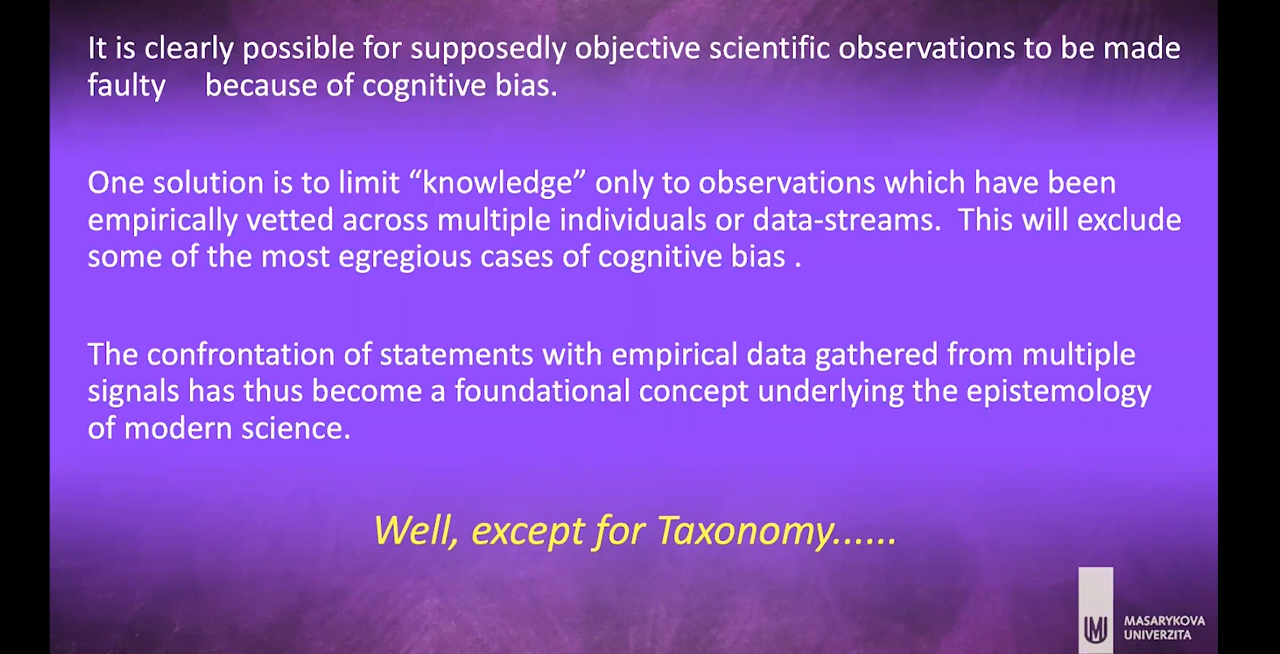 It is clearly possible for supposedly objective scientific observations to be made
faulty because of cognitive bias.
One solution is to limit “knowledge” only to observations which have been
empirically vetted across multiple individuals or data-streams. This will exclude
some of the most egregious cases of cognitive bias .
The confrontation of statements with empirical data gathered from multiple
signals has thus become a foundational concept underlying the epistemology
of modern science.
Well, except for Taxonomy......
MUNI
MASARYKOVA
UNIVERZITA